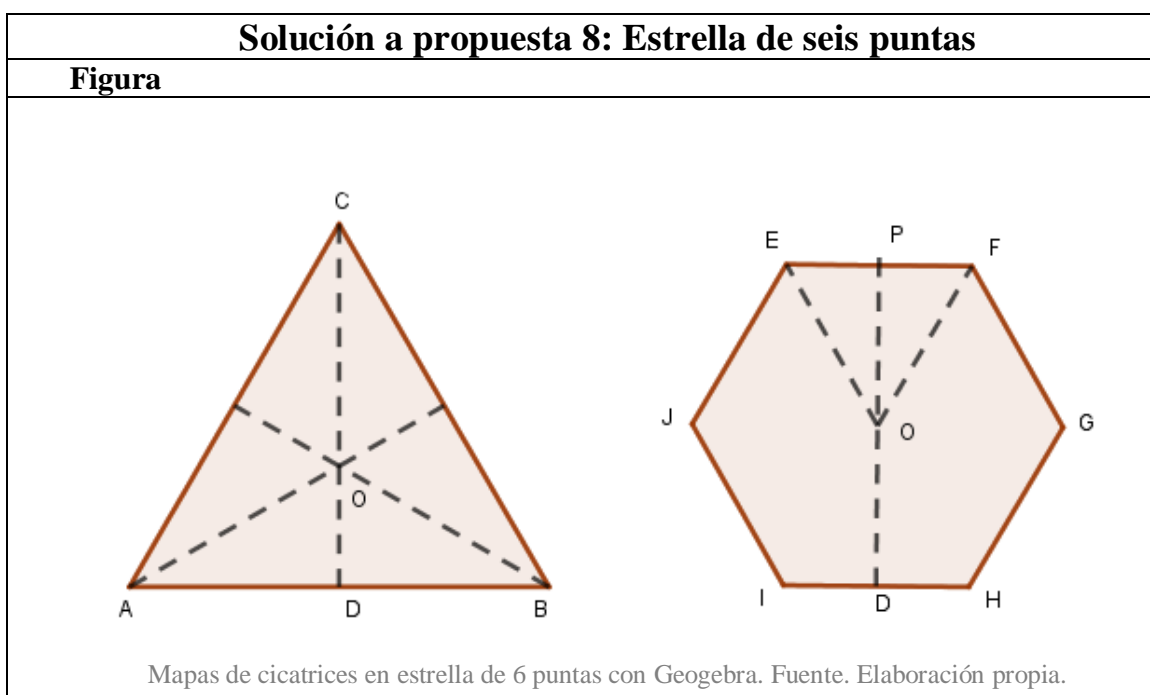 Solución a propuesta 8: Estrella de seis puntas
Figura
C
O
A
D
B
E
P
F
J
O
G
I
D
H
Mapas de cicatrices en estrella de 6 puntas con Geogebra. Fuente. Elaboración propia.